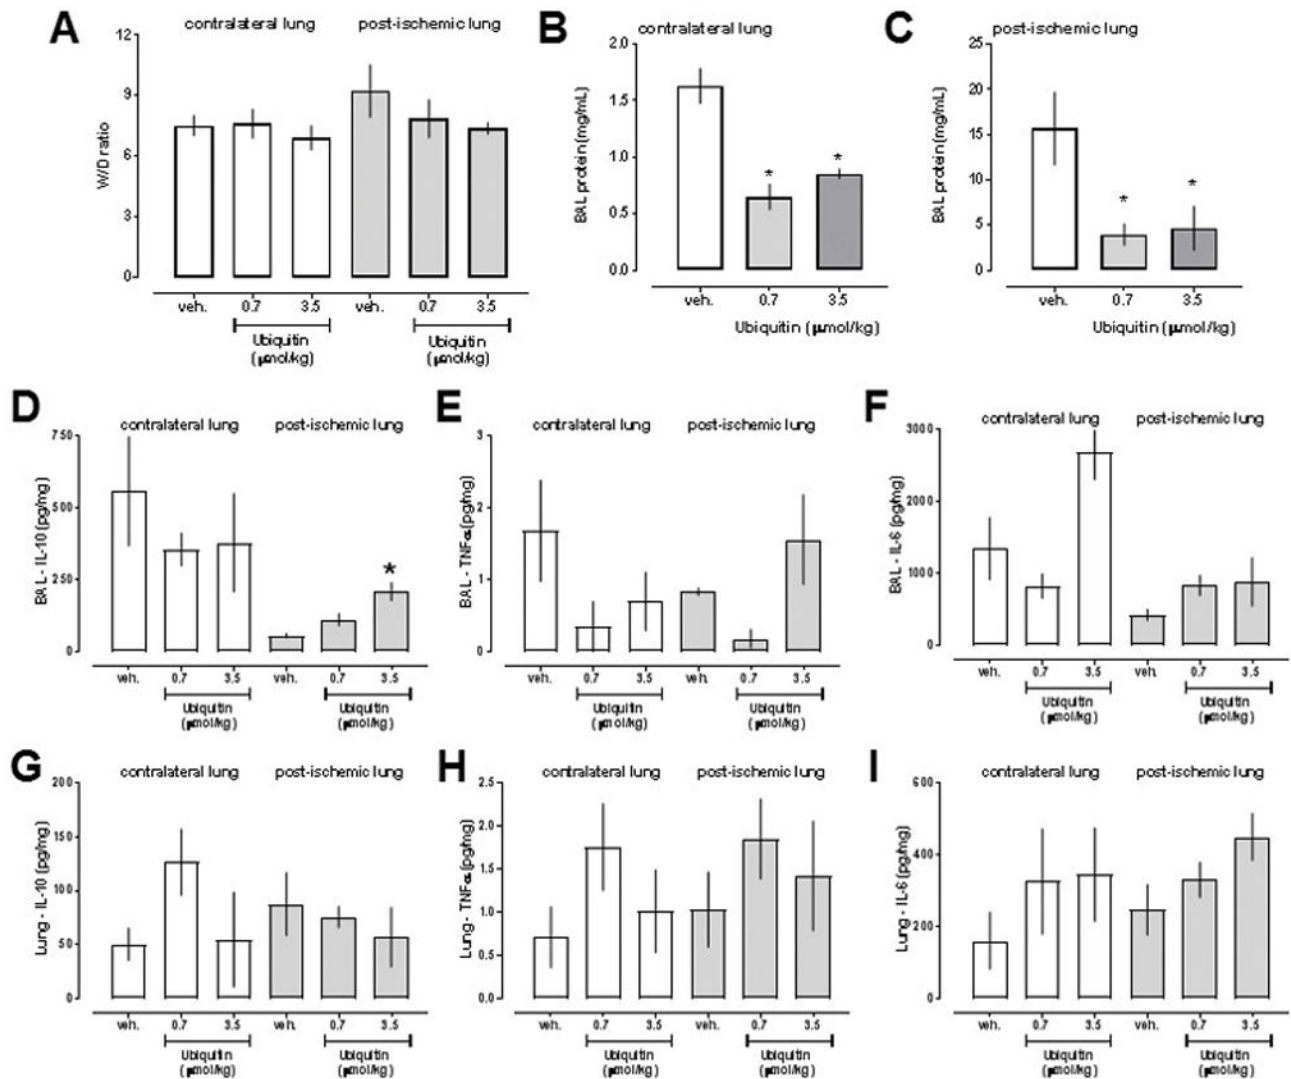 A
contralateral lung post-ischemic lung
W/D ratio
12
9
6
3
0
veh. 0.7 3.5 veh. 0.7 3.5
Ubiquitin Ubiquitin
(μmol/kg) (μmol/kg)
B
contralateral lung
BAL protein (mg/mL)
2.0
1.5
1.0
0.5
0.0
* *
veh. 0.7 3.5
Ubiquitin (μmol/kg)
C
post-ischemic lung
BAL protein (mg/mL)
25
20
15
10
5
0
* *
veh. 0.7 3.5
Ubiquitin (μmol/kg)
D
contralateral lung post-ischemic lung
BAL - IL-10 (pg/mg)
750
500
250
0
*
veh. 0.7 3.5 veh. 0.7 3.5
Ubiquitin Ubiquitin
(μmol/kg) (μmol/kg)
E
contralateral lung post-ischemic lung
BAL - TNFα (pg/mg)
3
2
1
0
veh. 0.7 3.5 veh. 0.7 3.5
Ubiquitin Ubiquitin
(μmol/kg) (μmol/kg)
F
contralateral lung post-ischemic lung
BAL - IL-6 (pg/mg)
3000
2000
1000
0
veh. 0.7 3.5 veh. 0.7 3.5
Ubiquitin Ubiquitin
(μmol/kg) (μmol/kg)
G
contralateral lung post-ischemic lung
Lung - IL-10 (pg/mg)
200
150
100
50
0
veh. 0.7 3.5 veh. 0.7 3.5
Ubiquitin Ubiquitin
(μmol/kg) (μmol/kg)
H
contralateral lung post-ischemic lung
Lung - TNFα (pg/mg)
2.5
2.0
1.5
1.0
0.5
0.0
veh. 0.7 3.5 veh. 0.7 3.5
Ubiquitin Ubiquitin
(μmol/kg) (μmol/kg)
I
contralateral lung post-ischemic lung
Lung - IL-6 (pg/mg)
600
400
200
0
veh. 0.7 3.5 veh. 0.7 3.5
Ubiquitin Ubiquitin
(μmol/kg) (μmol/kg)